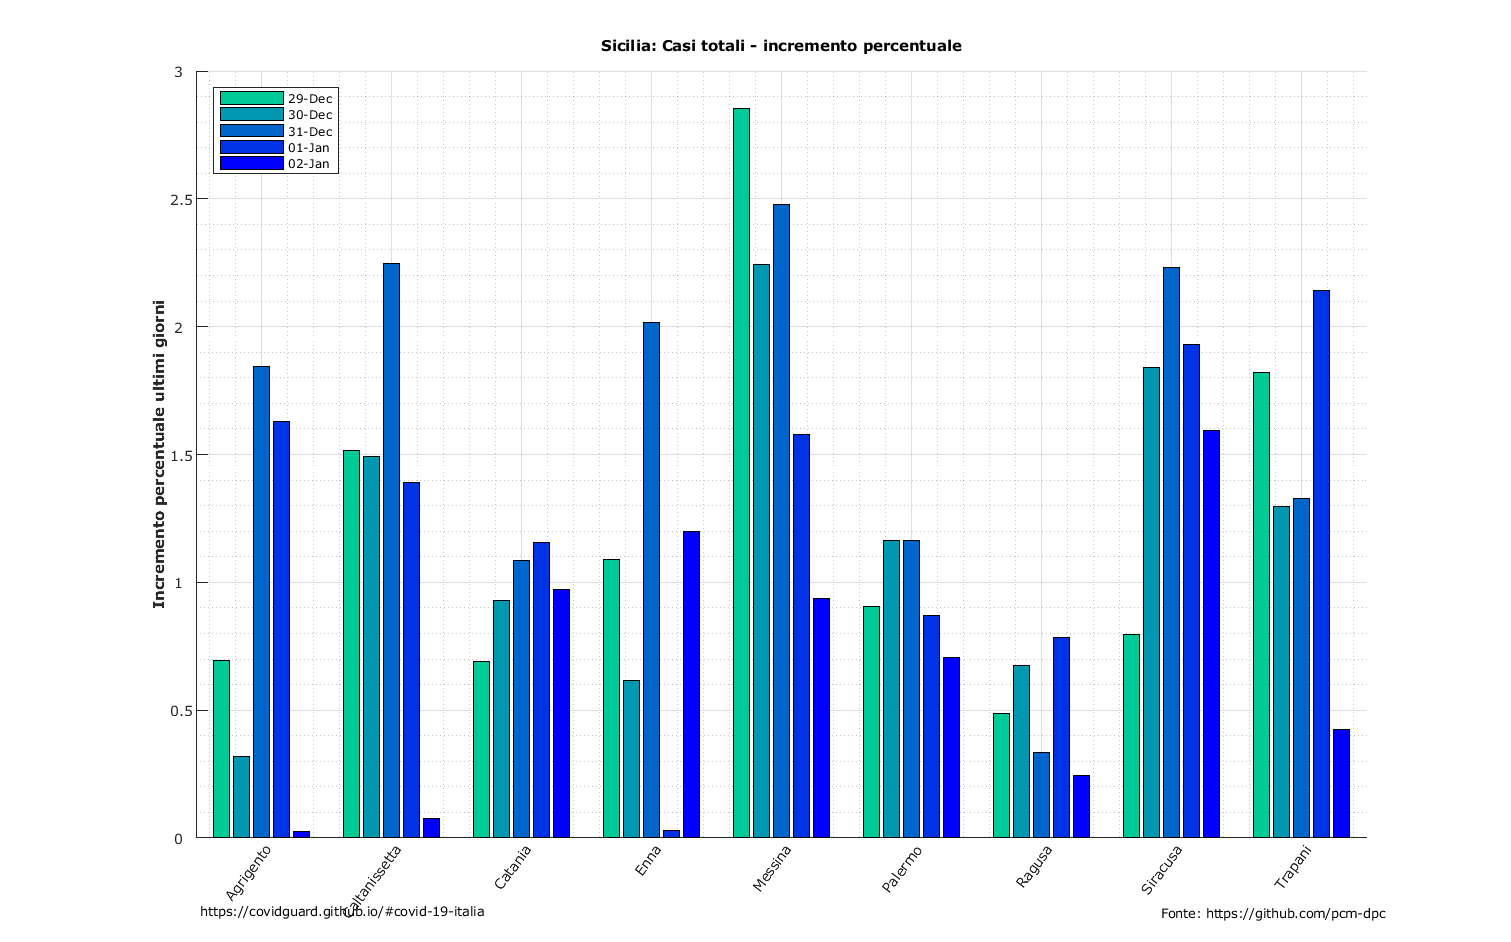 Sicilia: Casi totali - incremento percentuale
29-Dec
30-Dec
31-Dec
01-Jan
02-Jan
Incremento percentuale ultimi giorni
3
2.5
2
1.5
1
0.5
0
Agrigento
Caltanissetta
Catania
Enna
Messina
Palermo
Ragusa
Siracusa
Trapani
https://covidguard.github.io/#covid-19-italia
Fonte: https://github.com/pcm-dpc